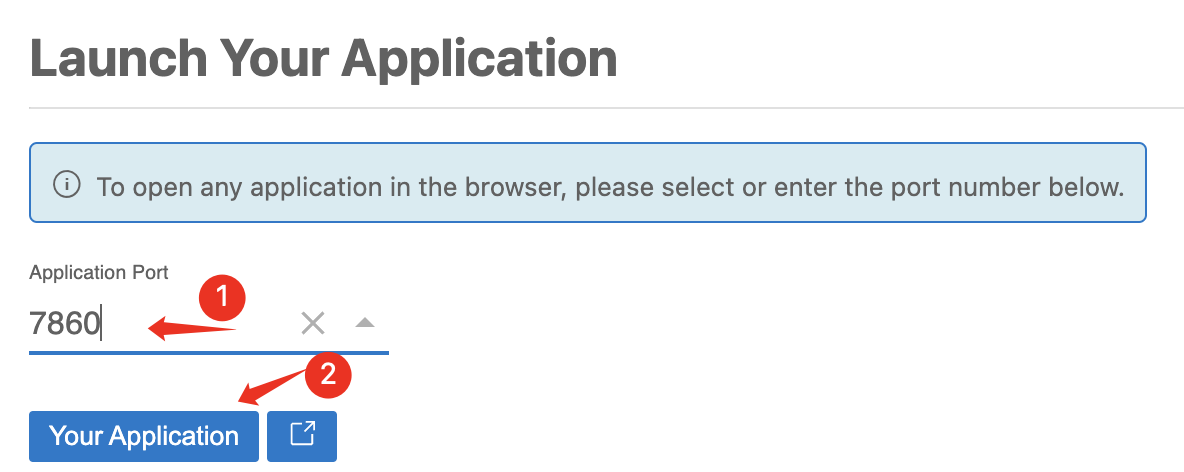 Launch Your Application
To open any application in the browser, please select or enter the port number below.
Application Port
1
7860
2
Your Application